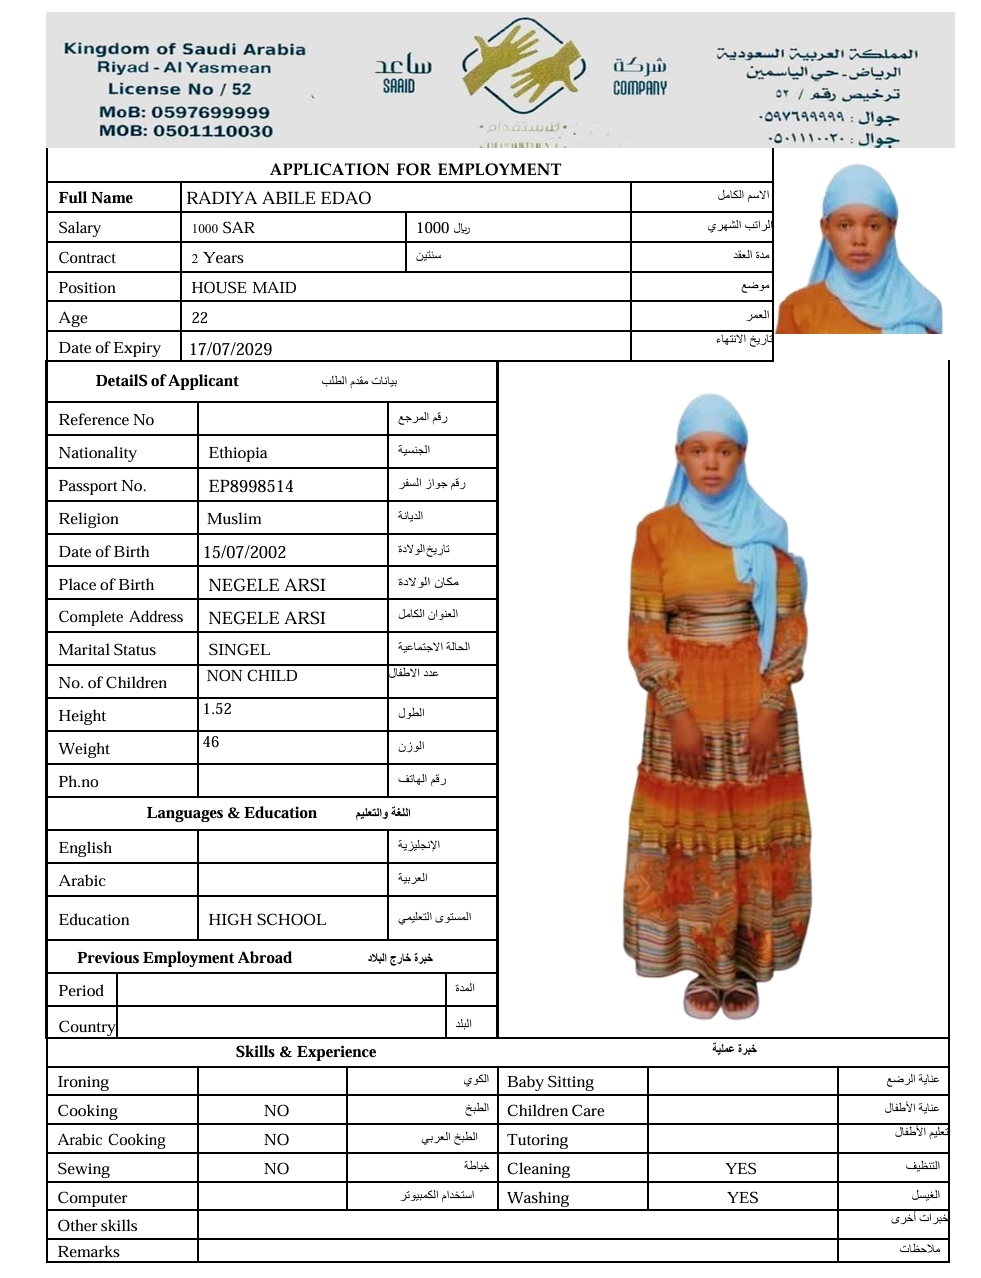 Kingdom of Saudi Arabia
Riyad - Al Yasmean
License No / 52
MoB: 0597699999
MOB: 0501110030
ساعد
SAAID
شركة
COMPANY
للاستقدام
المملكة العربية السعودية
الرياض - حي الياسمين
ترخيص رقم / ٥٢
جوال : ٠٥٩٧٦٩٩٩٩٩
جوال : ٠٥٠١١١٠٠٣٠
APPLICATION FOR EMPLOYMENT
Full Name RADIYA ABILE EDAO الاسم الكامل
Salary 1000 SAR 1000 ريال الراتب الشهري
Contract 2 Years سنتين مدة العقد
Position HOUSE MAID موضع
Age 22 العمر
Date of Expiry 17/07/2029 تاريخ الانتهاء
DetailS of Applicant بيانات مقدم الطلب
Reference No رقم المرجع
Nationality Ethiopia الجنسية
Passport No. EP8998514 رقم جواز السفر
Religion Muslim الديانة
Date of Birth 15/07/2002 تاريخ الولادة
Place of Birth NEGELE ARSI مكان الولادة
Complete Address NEGELE ARSI العنوان الكامل
Marital Status SINGEL الحالة الاجتماعية
No. of Children NON CHILD عدد الاطفال
Height 1.52 الطول
Weight 46 الوزن
Ph.no رقم الهاتف
Languages & Education اللغة والتعليم
English الإنجليزية
Arabic العربية
Education HIGH SCHOOL المستوى التعليمي
Previous Employment Abroad خبرة خارج البلاد
Period المدة
Country البلد
Skills & Experience خبرة عملية
Ironing الكوي Baby Sitting عناية الرضع
Cooking NO الطبخ Children Care عناية الأطفال
Arabic Cooking NO الطبخ العربي Tutoring تعليم الأطفال
Sewing NO خياطة Cleaning YES التنظيف
Computer استخدام الكمبيوتر Washing YES الغيسل
Other skills خبرات أخرى
Remarks ملاحظات